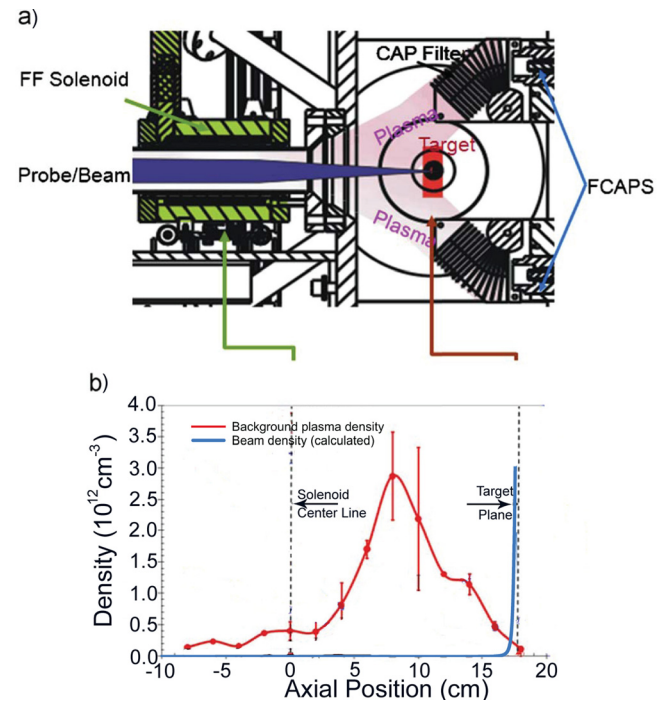 a)
CAP Filter
FF Solenoid
Plasma
Target
Probe/Beam
FCAPS
Plasma
b)
4.0
3.5
3.0
2.5
2.0
1.5
1.0
0.5
0.0
Density (10¹²cm⁻³)
Background plasma density
Beam density (calculated)
Solenoid
Center Line
Target
Plane
-10 -5 0 5 10 15 20
Axial Position (cm)